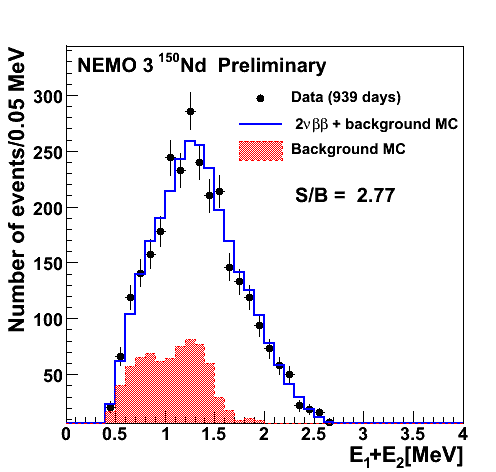 NEMO 3 ¹⁵⁰Nd Preliminary
Data (939 days)
2νββ + background MC
Background MC
S/B = 2.77
Number of events/0.05 MeV
300
250
200
150
100
50
0 0.5 1 1.5 2 2.5 3 3.5 4
E₁+E₂[MeV]